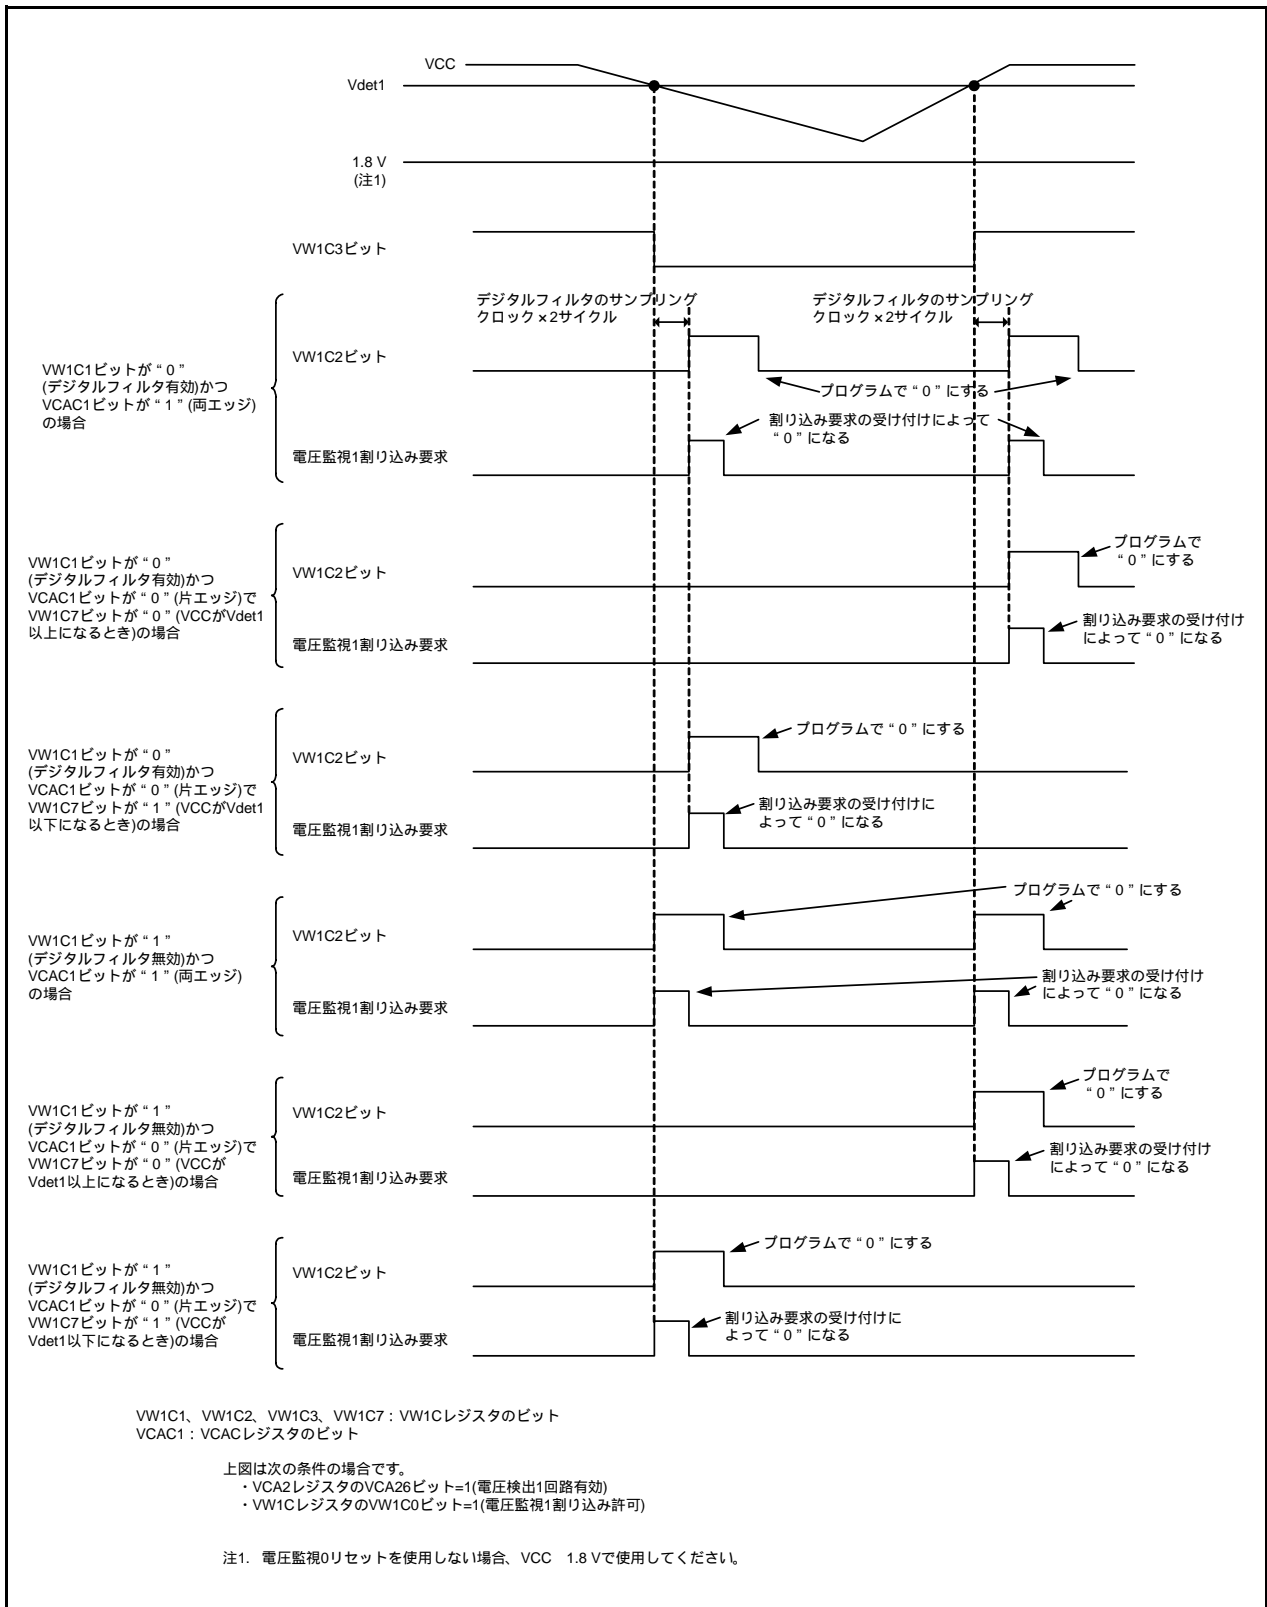 VCC
Vdet1
1.8 V
(注1)
VW1C3ビット
デジタルフィルタのサンプリング
クロック×2サイクル
デジタルフィルタのサンプリング
クロック×2サイクル
VW1C1ビットが“0”
(デジタルフィルタ有効)かつ
VCAC1ビットが“1”(両エッジ)
の場合
VW1C2ビット
プログラムで“0”にする
割り込み要求の受け付けによって
“0”になる
電圧監視1割り込み要求
VW1C1ビットが“0”
(デジタルフィルタ有効)かつ
VCAC1ビットが“0”(片エッジ)で
VW1C7ビットが“0”(VCCがVdet1
以上になるとき)の場合
VW1C2ビット
プログラムで
“0”にする
電圧監視1割り込み要求
割り込み要求の受け付け
によって“0”になる
VW1C1ビットが“0”
(デジタルフィルタ有効)かつ
VCAC1ビットが“0”(片エッジ)で
VW1C7ビットが“1”(VCCがVdet1
以下になるとき)の場合
VW1C2ビット
プログラムで“0”にする
電圧監視1割り込み要求
割り込み要求の受け付けに
よって“0”になる
VW1C1ビットが“1”
(デジタルフィルタ無効)かつ
VCAC1ビットが“1”(両エッジ)
の場合
VW1C2ビット
プログラムで“0”にする
電圧監視1割り込み要求
割り込み要求の受け付け
によって“0”になる
VW1C1ビットが“1”
(デジタルフィルタ無効)かつ
VCAC1ビットが“0”(片エッジ)で
VW1C7ビットが“0”(VCCが
Vdet1以上になるとき)の場合
VW1C2ビット
プログラムで
“0”にする
電圧監視1割り込み要求
割り込み要求の受け付け
によって“0”になる
VW1C1ビットが“1”
(デジタルフィルタ無効)かつ
VCAC1ビットが“0”(片エッジ)で
VW1C7ビットが“1”(VCCが
Vdet1以下になるとき)の場合
VW1C2ビット
プログラムで“0”にする
電圧監視1割り込み要求
割り込み要求の受け付けに
よって“0”になる
VW1C1、VW1C2、VW1C3、VW1C7：VW1Cレジスタのビット
VCAC1：VCACレジスタのビット
上図は次の条件の場合です。
・VCA2レジスタのVCA26ビット=1(電圧検出1回路有効)
・VW1CレジスタのVW1C0ビット=1(電圧監視1割り込み許可)
注1. 電圧監視0リセットを使用しない場合、VCC 1.8 Vで使用してください。